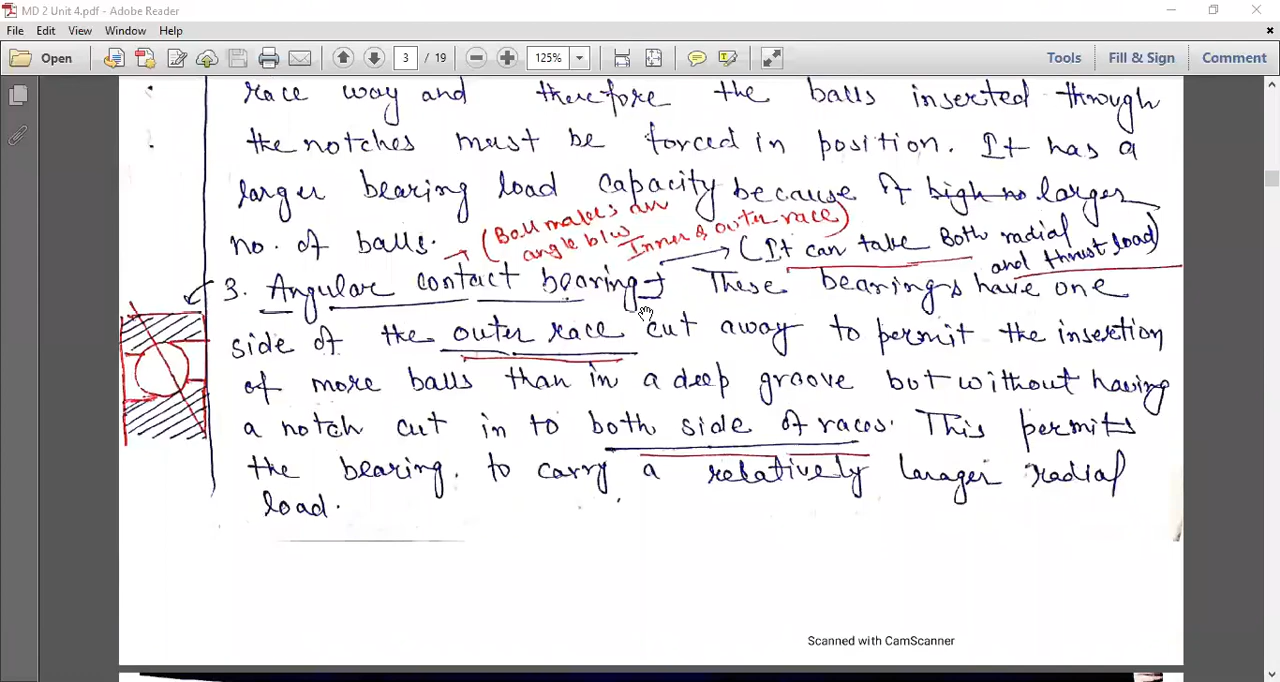 MD 2 Unit 4.pdf - Adobe Reader
File Edit View Window Help
Open 3 / 19 125% Tools Fill & Sign Comment
race way and therefore the balls inserted through
the notches must be forced in position. It has a
larger bearing load capacity because of high no larger
no. of balls.
(Ball makes an
angle b/w Inner & outer race)
(It can take Both radial
and thrust load)
3. Angular contact bearing These bearings have one
side of the outer race cut away to permit the insertion
of more balls than in a deep groove but without having
a notch cut in to both side of races. This permits
the bearing. to carry a relatively larager radial
load.
Scanned with CamScanner